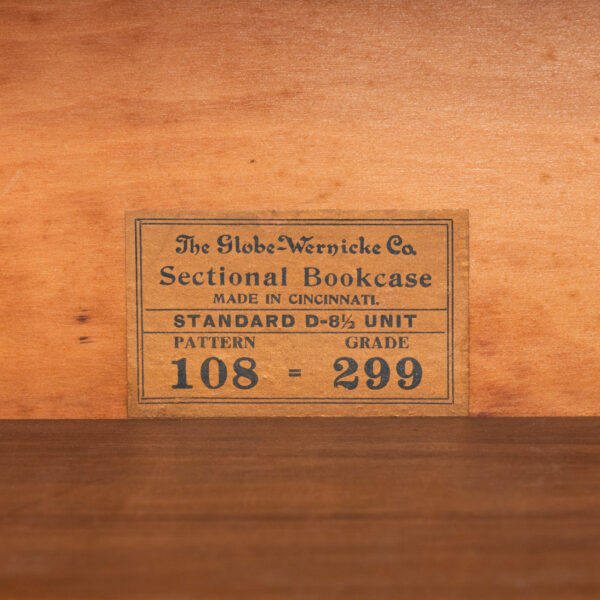 The Globe-Wernicke Co.
Sectional Bookcase
MADE IN CINCINNATI.
STANDARD D-8½ UNIT
PATTERN GRADE
108 = 299